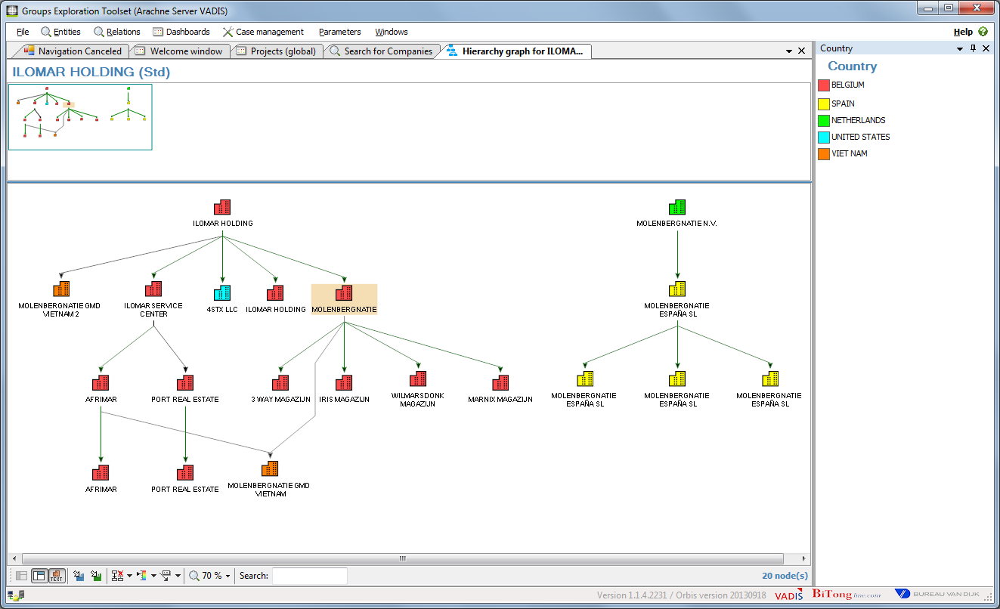 Groups Exploration Toolset (Arachne Server VADIS)
File Entities Relations Dashboards Case management Parameters Windows Help
Navigation Canceled Welcome window Projects (global) Search for Companies Hierarchy graph for ILOMA...
Country
ILOMAR HOLDING (Std)
Country
BELGIUM
SPAIN
NETHERLANDS
UNITED STATES
VIET NAM
ILOMAR HOLDING
MOLENBERGNATIE N.V.
MOLENBERGNATIE GMD
VIETNAM 2
ILOMAR SERVICE
CENTER
4STX LLC
ILOMAR HOLDING
MOLENBERGNATIE
MOLENBERGNATIE
ESPAÑA SL
AFRIMAR
PORT REAL ESTATE
3 WAY MAGAZIJN
IRIS MAGAZIJN
WILMARSDONK
MAGAZIJN
MARNIX MAGAZIJN
MOLENBERGNATIE
ESPAÑA SL
MOLENBERGNATIE
ESPAÑA SL
MOLENBERGNATIE
ESPAÑA SL
AFRIMAR
PORT REAL ESTATE
MOLENBERGNATIE GMD
VIETNAM
TEXT
70 %
Search:
20 node(s)
Version 1.1.4.2231 / Orbis version 20130918
VADIS
BiTong line.com
BUREAU VAN DIJK